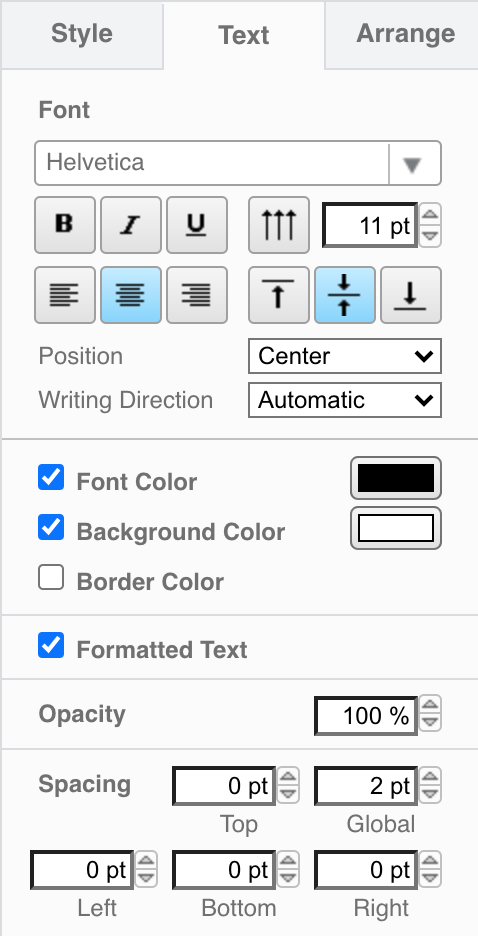 Style Text Arrange
Font
Helvetica
B I U 11 pt
Position Center
Writing Direction Automatic
Font Color
Background Color
Border Color
Formatted Text
Opacity 100 %
Spacing 0 pt 2 pt
Top Global
0 pt 0 pt 0 pt
Left Bottom Right